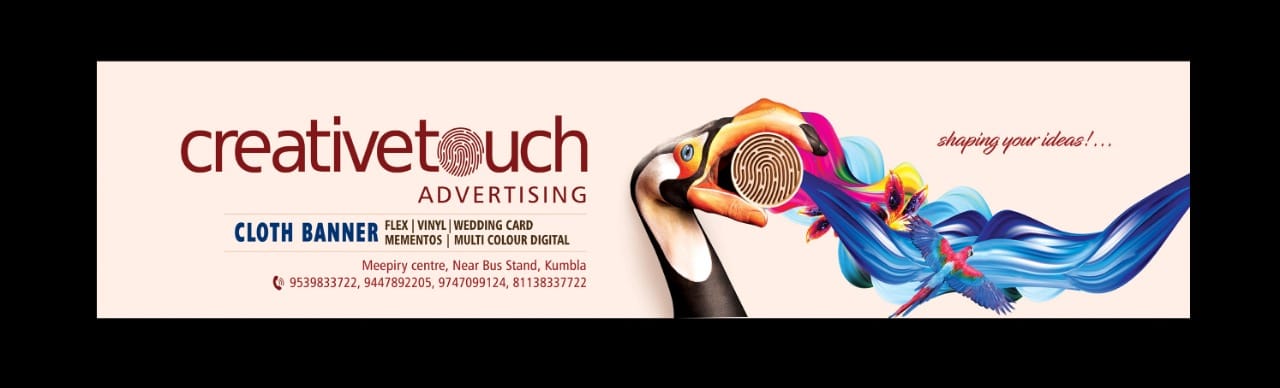 creativetouch
ADVERTISING
CLOTH BANNER
FLEX | VINYL | WEDDING CARD
MEMENTOS | MULTI COLOUR DIGITAL
Meepiry centre, Near Bus Stand, Kumbla
9539833722, 9447892205, 9747099124, 81138337722
shaping your ideas!...